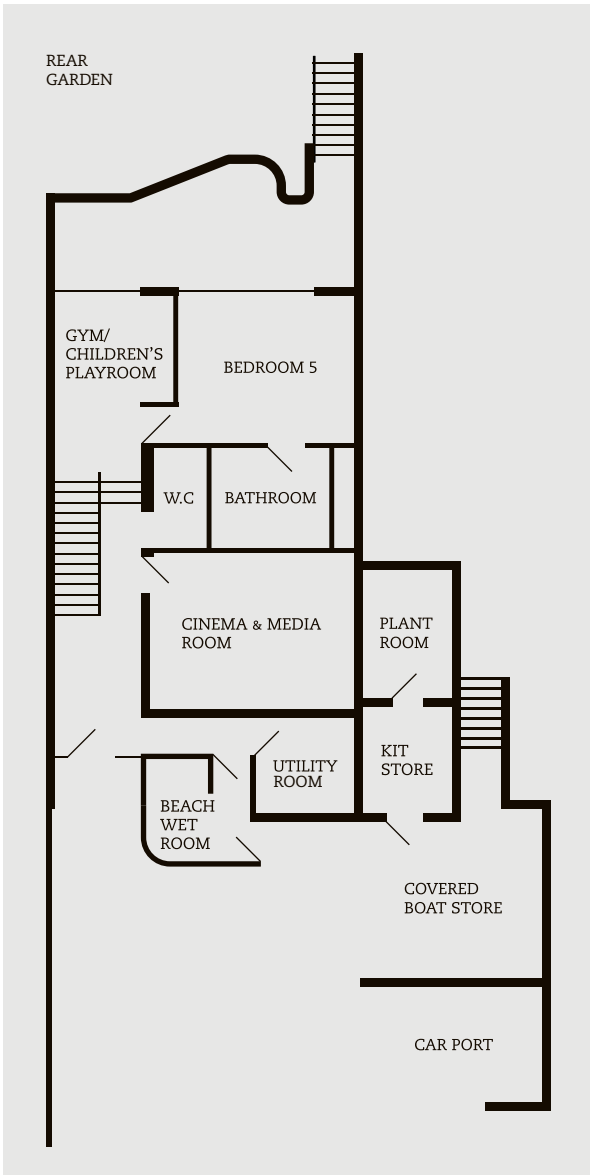 REAR
GARDEN
GYM/
CHILDREN'S
PLAYROOM
BEDROOM 5
W.C
BATHROOM
CINEMA & MEDIA
ROOM
PLANT
ROOM
KIT
STORE
UTILITY
ROOM
BEACH
WET
ROOM
COVERED
BOAT STORE
CAR PORT